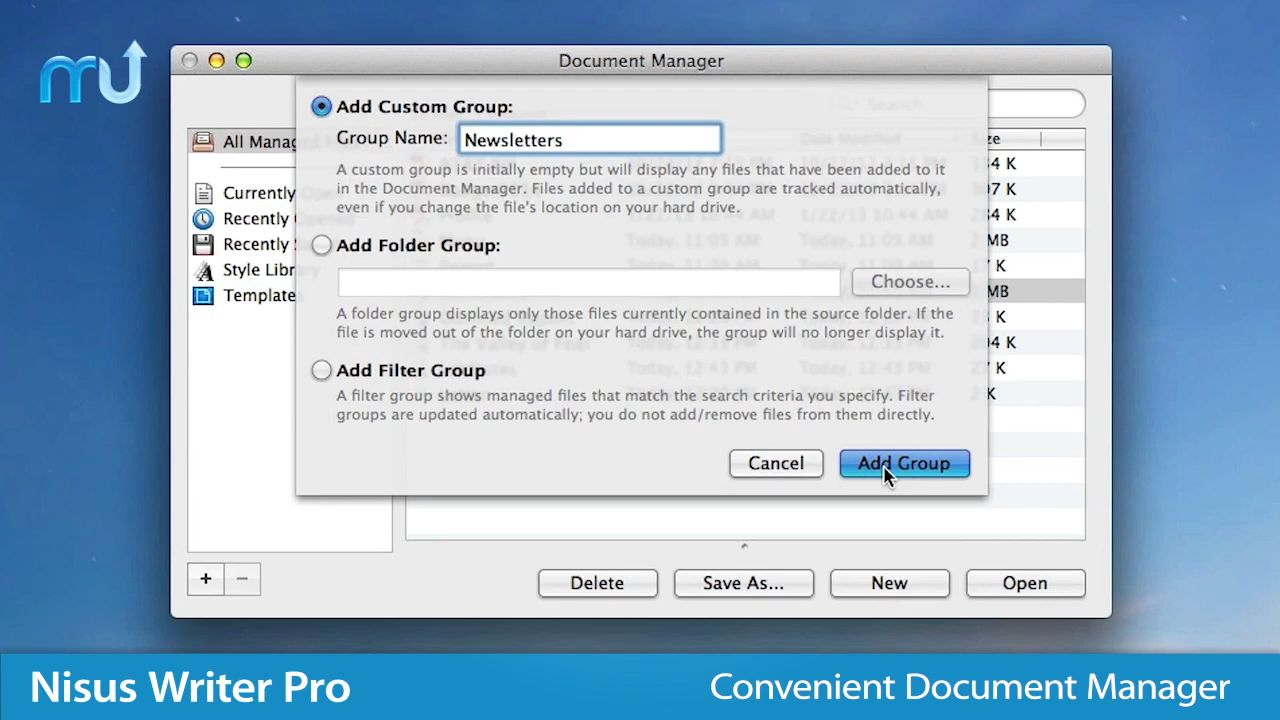 mu
Document Manager
Add Custom Group:
Search
Group Name: Newsletters
All Manag
A custom group is initially empty but will display any files that have been added to it
in the Document Manager. Files added to a custom group are tracked automatically,
even if you change the file's location on your hard drive.
Currently
Recently Opened
Recently
Style Libr
Templates
Add Folder Group:
Choose...
A folder group displays only those files currently contained in the source folder. If the
file is moved out of the folder on your hard drive, the group will no longer display it.
Add Filter Group
A filter group shows managed files that match the search criteria you specify. Filter
groups are updated automatically; you do not add/remove files from them directly.
Cancel Add Group
+ −
Delete Save As... New Open
Nisus Writer Pro
Convenient Document Manager